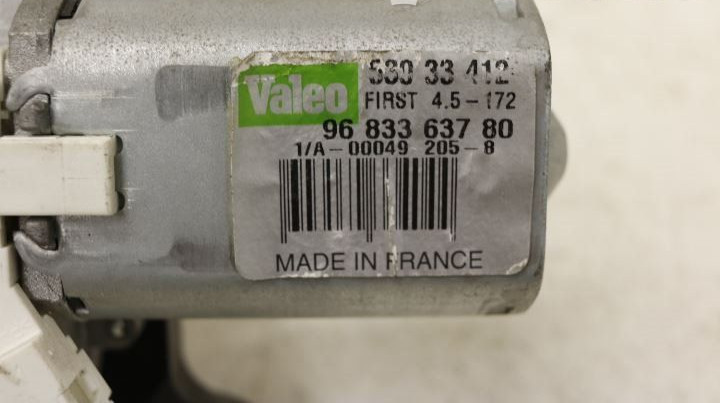 Valeo
530 33 412
FIRST 4.5-172
96 833 637 80
1/A-00049 205-8
MADE IN FRANCE